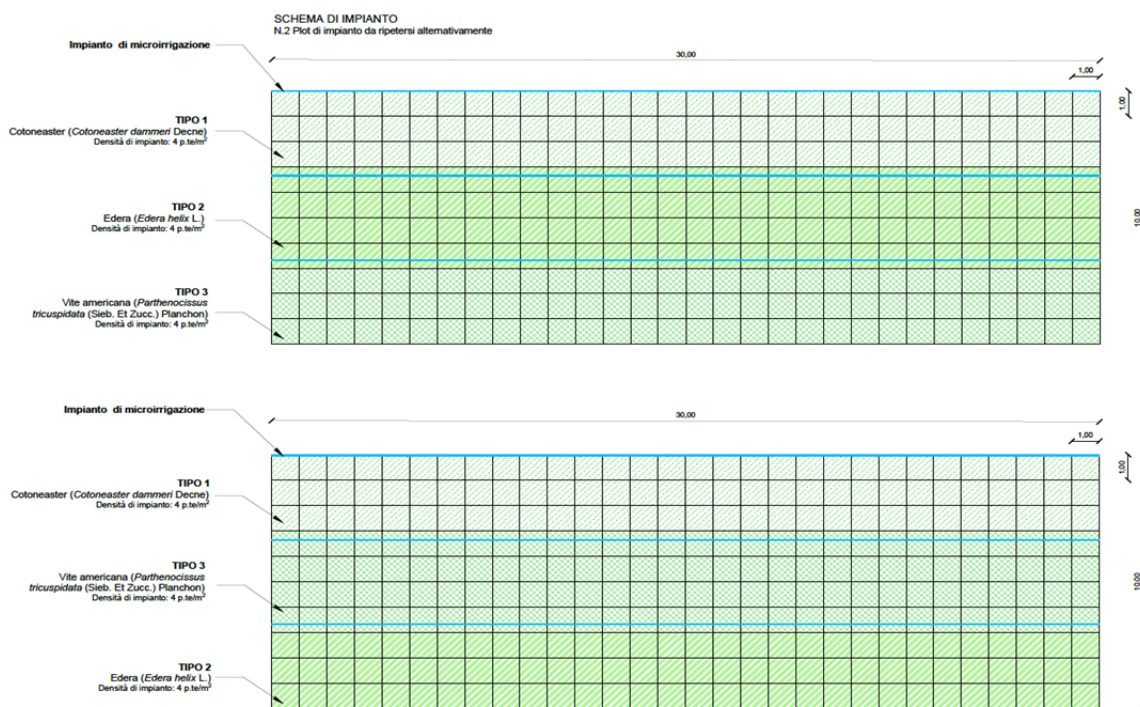 SCHEMA DI IMPIANTO
N.2 Plot di impianto da ripetersi alternativamente
Impianto di microirrigazione
30,00
1,00
1,00
TIPO 1
Cotoneaster (Cotoneaster dammeri Decne)
Densità di impianto: 4 p.te/m²
TIPO 2
Edera (Edera helix L.)
Densità di impianto: 4 p.te/m²
10,00
TIPO 3
Vite americana (Parthenocissus
tricuspidata (Sieb. Et Zucc.) Planchon)
Densità di impianto: 4 p.te/m²
Impianto di microirrigazione
30,00
1,00
1,00
TIPO 1
Cotoneaster (Cotoneaster dammeri Decne)
Densità di impianto: 4 p.te/m²
TIPO 3
Vite americana (Parthenocissus
tricuspidata (Sieb. Et Zucc.) Planchon)
Densità di impianto: 4 p.te/m²
10,00
TIPO 2
Edera (Edera helix L.)
Densità di impianto: 4 p.te/m²